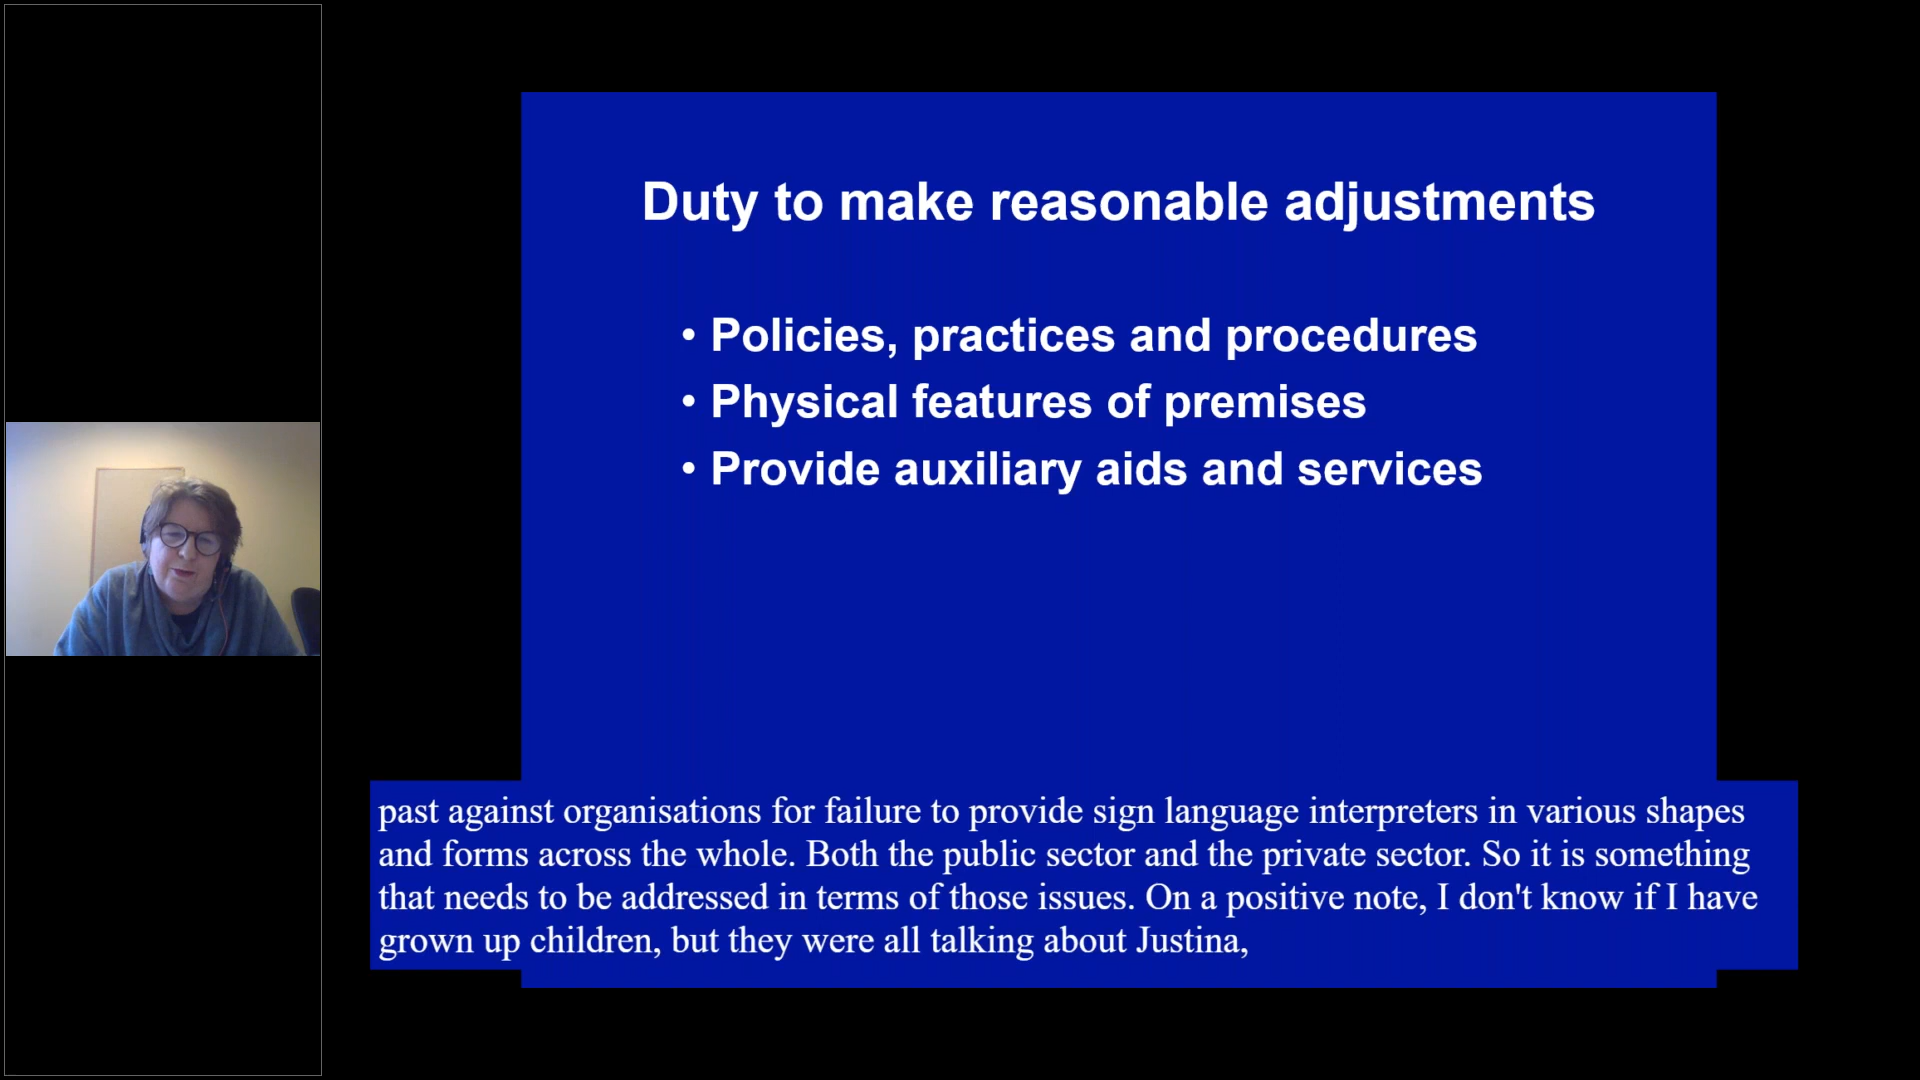 Duty to make reasonable adjustments
• Policies, practices and procedures
• Physical features of premises
• Provide auxiliary aids and services
past against organisations for failure to provide sign language interpreters in various shapes
and forms across the whole. Both the public sector and the private sector. So it is something
that needs to be addressed in terms of those issues. On a positive note, I don't know if I have
grown up children, but they were all talking about Justina,